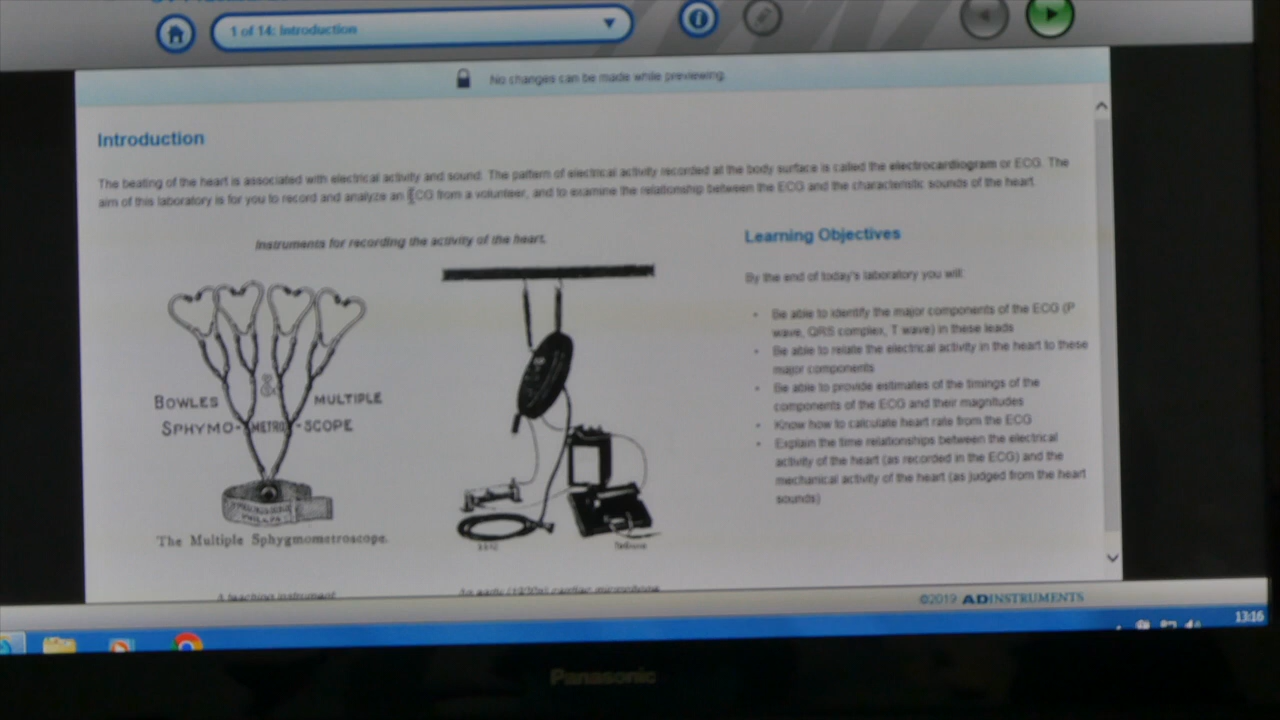 1 of 14: Introduction
No changes can be made while previewing.
Introduction
The beating of the heart is associated with electrical activity and sound. The pattern of electrical activity recorded at the body surface is called the electrocardiogram or ECG. The
aim of this laboratory is for you to record and analyze an ECG from a volunteer, and to examine the relationship between the ECG and the characteristic sounds of the heart.
Instruments for recording the activity of the heart.
BOWLES MULTIPLE
SPHYMO-METRO-SCOPE
The Multiple Sphygmometroscope.
A teaching instrument
An early (1920s) cardiac microphone
Learning Objectives
By the end of today's laboratory you will:
• Be able to identify the major components of the ECG (P
wave, QRS complex, T wave) in these leads
• Be able to relate the electrical activity in the heart to these
major components
• Be able to provide estimates of the timings of the
components of the ECG and their magnitudes
• Know how to calculate heart rate from the ECG
• Explain the time relationships between the electrical
activity of the heart (as recorded in the ECG) and the
mechanical activity of the heart (as judged from the heart
sounds)
©2019 ADINSTRUMENTS
13:16
Panasonic